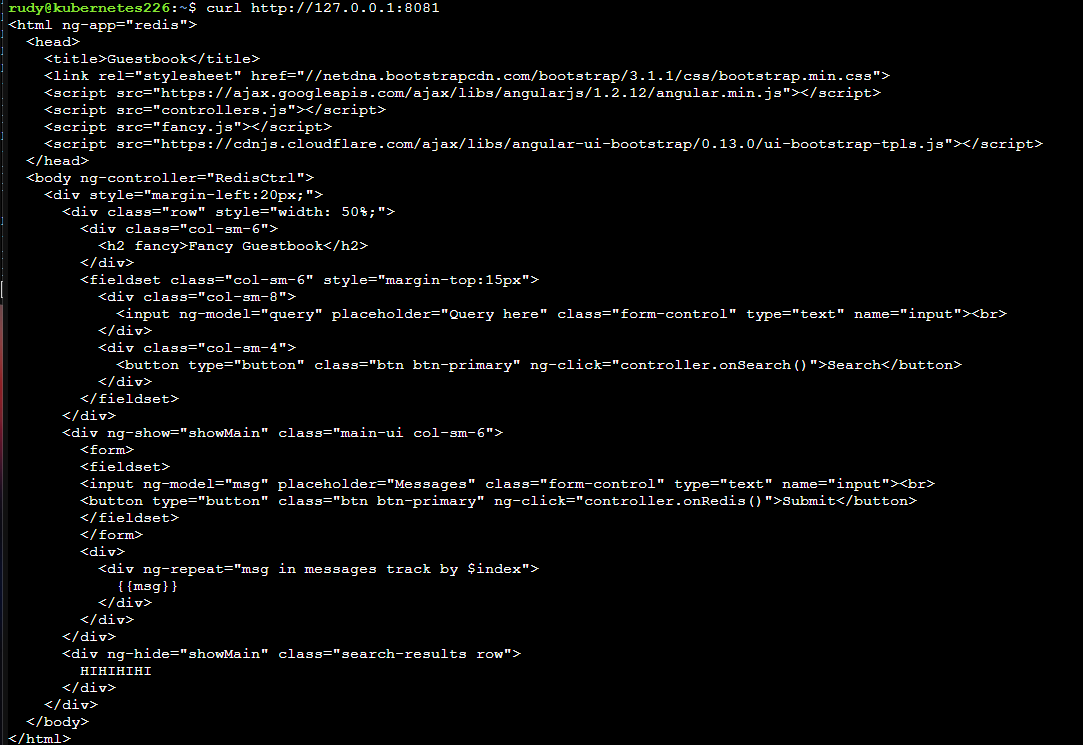 rudy@kubernetes226:~$ curl http://127.0.0.1:8081
<html ng-app="redis">
  <head>
    <title>Guestbook</title>
    <link rel="stylesheet" href="//netdna.bootstrapcdn.com/bootstrap/3.1.1/css/bootstrap.min.css">
    <script src="https://ajax.googleapis.com/ajax/libs/angularjs/1.2.12/angular.min.js"></script>
    <script src="controllers.js"></script>
    <script src="fancy.js"></script>
    <script src="https://cdnjs.cloudflare.com/ajax/libs/angular-ui-bootstrap/0.13.0/ui-bootstrap-tpls.js"></script>
  </head>
  <body ng-controller="RedisCtrl">
    <div style="margin-left:20px;">
      <div class="row" style="width: 50%;">
        <div class="col-sm-6">
          <h2 fancy>Fancy Guestbook</h2>
        </div>
        <fieldset class="col-sm-6" style="margin-top:15px">
          <div class="col-sm-8">
            <input ng-model="query" placeholder="Query here" class="form-control" type="text" name="input"><br>
          </div>
          <div class="col-sm-4">
            <button type="button" class="btn btn-primary" ng-click="controller.onSearch()">Search</button>
          </div>
        </fieldset>
      </div>
      <div ng-show="showMain" class="main-ui col-sm-6">
        <form>
        <fieldset>
        <input ng-model="msg" placeholder="Messages" class="form-control" type="text" name="input"><br>
        <button type="button" class="btn btn-primary" ng-click="controller.onRedis()">Submit</button>
        </fieldset>
        </form>
        <div>
          <div ng-repeat="msg in messages track by $index">
            {{msg}}
          </div>
        </div>
      </div>
      <div ng-hide="showMain" class="search-results row">
        HIHIHIHI
      </div>
    </div>
  </body>
</html>